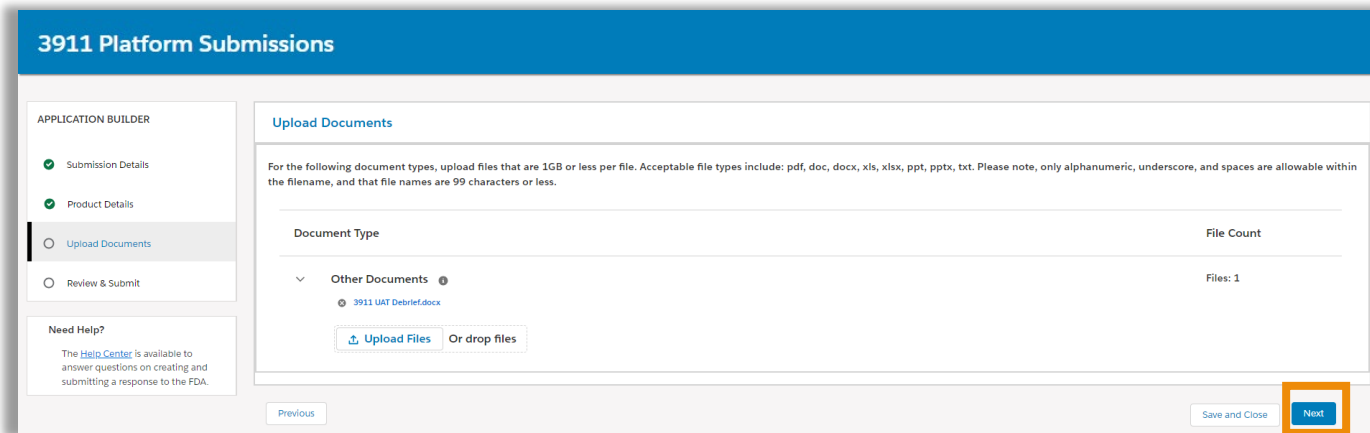 3911 Platform Submissions
APPLICATION BUILDER
Submission Details
Product Details
Upload Documents
Review & Submit
Need Help?
The Help Center is available to
answer questions on creating and
submitting a response to the FDA.
Upload Documents
For the following document types, upload files that are 1GB or less per file. Acceptable file types include: pdf, doc, docx, xls, xlsx, ppt, pptx, txt. Please note, only alphanumeric, underscore, and spaces are allowable within
the filename, and that file names are 99 characters or less.
Document Type File Count
Other Documents Files: 1
3911 UAT Debrief.docx
Upload Files Or drop files
Previous Save and Close Next